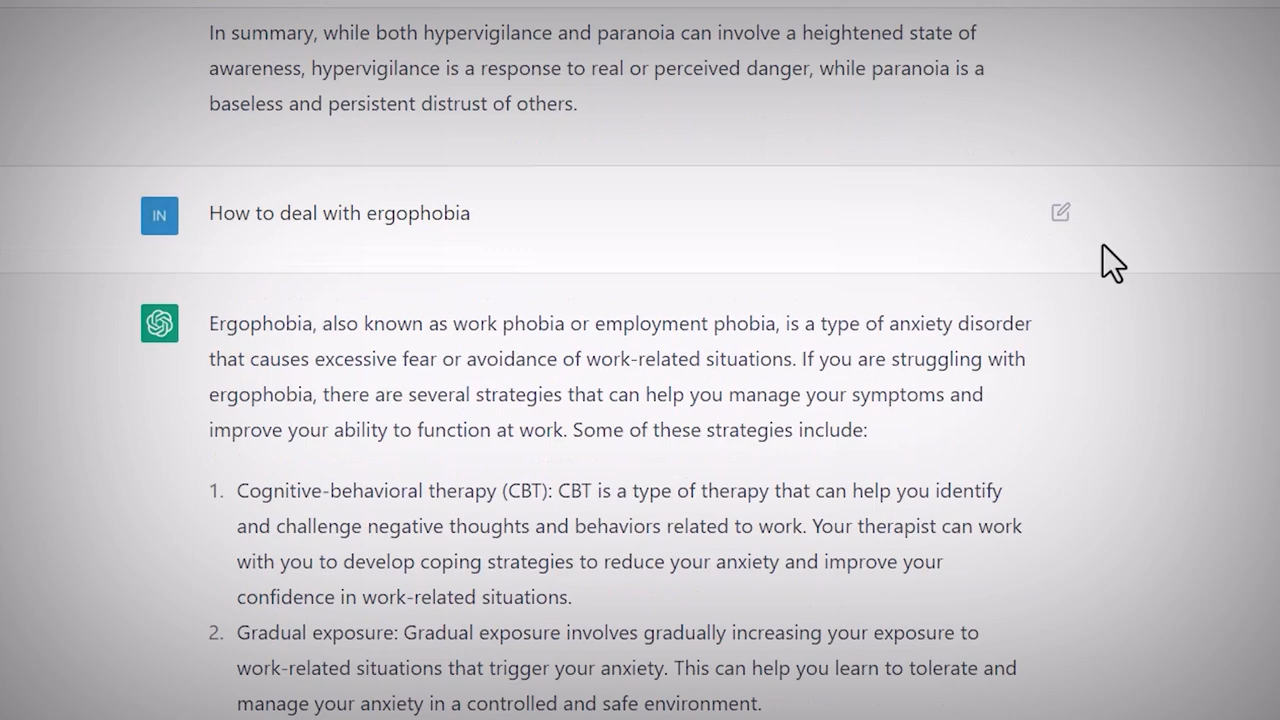 In summary, while both hypervigilance and paranoia can involve a heightened state of
awareness, hypervigilance is a response to real or perceived danger, while paranoia is a
baseless and persistent distrust of others.
IN
How to deal with ergophobia
Ergophobia, also known as work phobia or employment phobia, is a type of anxiety disorder
that causes excessive fear or avoidance of work-related situations. If you are struggling with
ergophobia, there are several strategies that can help you manage your symptoms and
improve your ability to function at work. Some of these strategies include:
1. Cognitive-behavioral therapy (CBT): CBT is a type of therapy that can help you identify
and challenge negative thoughts and behaviors related to work. Your therapist can work
with you to develop coping strategies to reduce your anxiety and improve your
confidence in work-related situations.
2. Gradual exposure: Gradual exposure involves gradually increasing your exposure to
work-related situations that trigger your anxiety. This can help you learn to tolerate and
manage your anxiety in a controlled and safe environment.